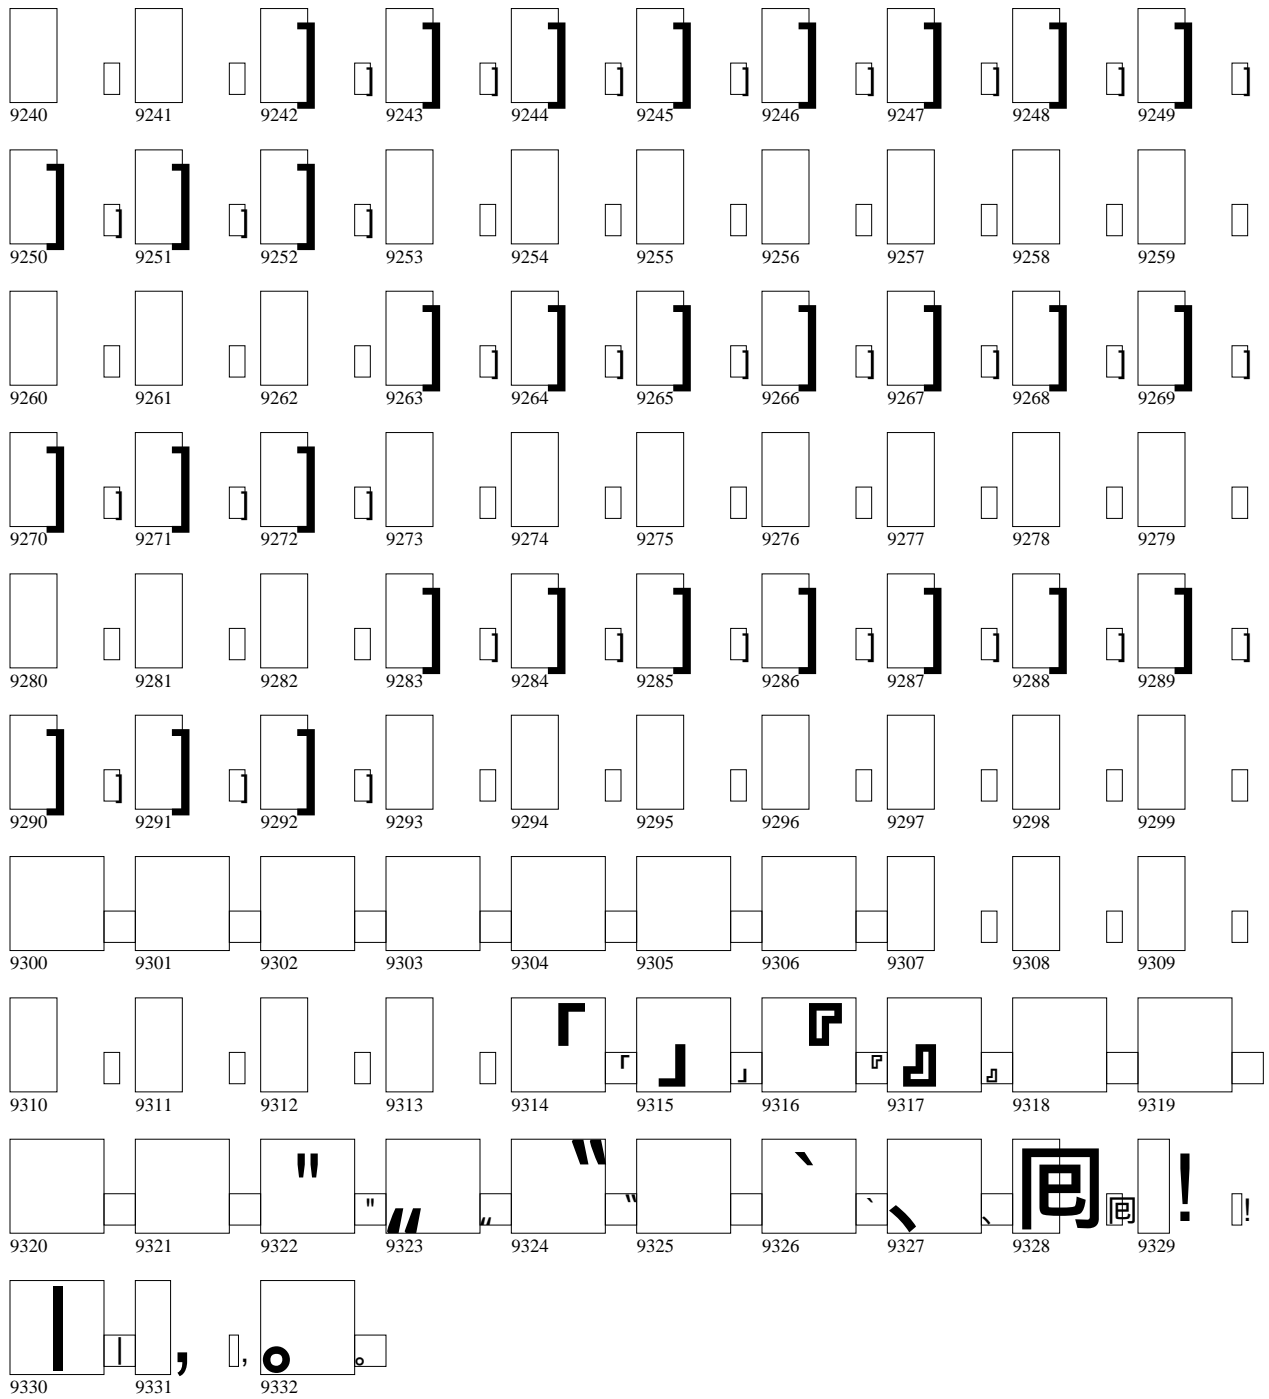 9240 9241 9242 ] ] 9243 ] ] 9244 ] ] 9245 ] ] 9246 ] ] 9247 ] ] 9248 ] ] 9249 ] ]
9250 ] ] 9251 ] ] 9252 ] ] 9253 9254 9255 9256 9257 9258 9259
9260 9261 9262 9263 ] ] 9264 ] ] 9265 ] ] 9266 ] ] 9267 ] ] 9268 ] ] 9269 ] ]
9270 ] ] 9271 ] ] 9272 ] ] 9273 9274 9275 9276 9277 9278 9279
9280 9281 9282 9283 ] ] 9284 ] ] 9285 ] ] 9286 ] ] 9287 ] ] 9288 ] ] 9289 ] ]
9290 ] ] 9291 ] ] 9292 ] ] 9293 9294 9295 9296 9297 9298 9299
9300 9301 9302 9303 9304 9305 9306 9307 9308 9309
9310 9311 9312 9313 9314 「 「 9315 」 」 9316 『 『 9317 』 』 9318 9319
9320 9321 9322 " " 9323 9324 9325 9326 ` ` 9327 、 、 9328 9329 ! !
9330 | | 9331 , , 9332 。 。